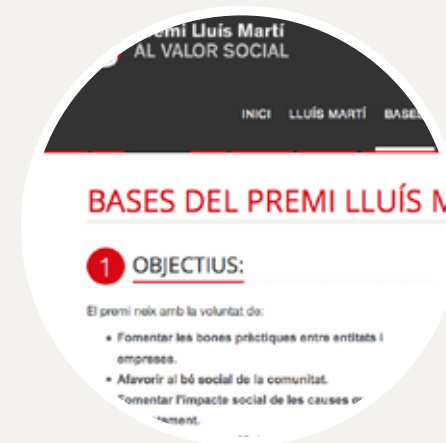 Premi Lluís Martí
AL VALOR SOCIAL
INICI LLUÍS MARTÍ BASES
BASES DEL PREMI LLUÍS M
1 OBJECTIUS:
El premi neix amb la voluntat de:
• Fomentar les bones pràctiques entre entitats i
empreses.
• Afavorir al bé social de la comunitat.
Fomentar l'impacte social de les causes